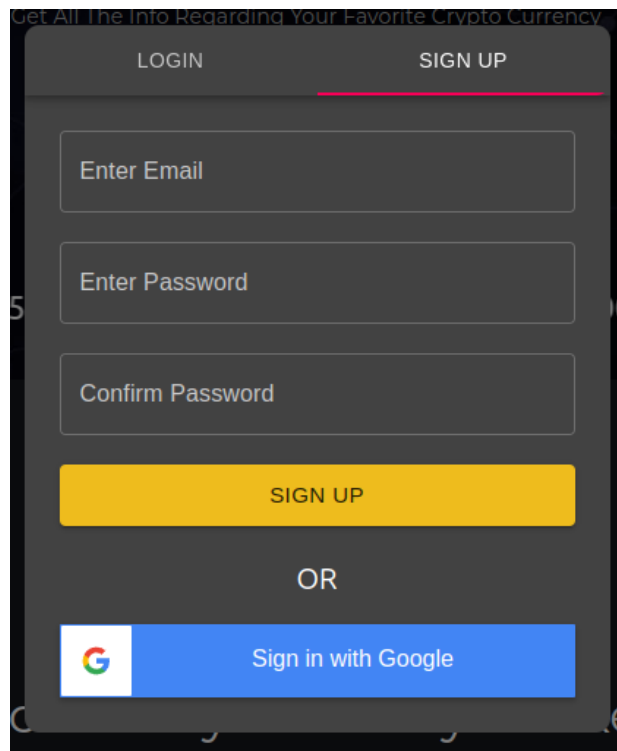 Get All The Info Regarding Your Favorite Crypto Currency
LOGIN SIGN UP
Enter Email
Enter Password
5
Confirm Password
SIGN UP
OR
G Sign in with Google